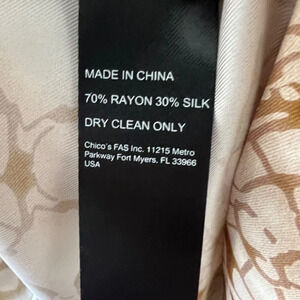 MADE IN CHINA
70% RAYON 30% SILK
DRY CLEAN ONLY
Chico's FAS Inc. 11215 Metro
Parkway Fort Myers, FL 33966
USA